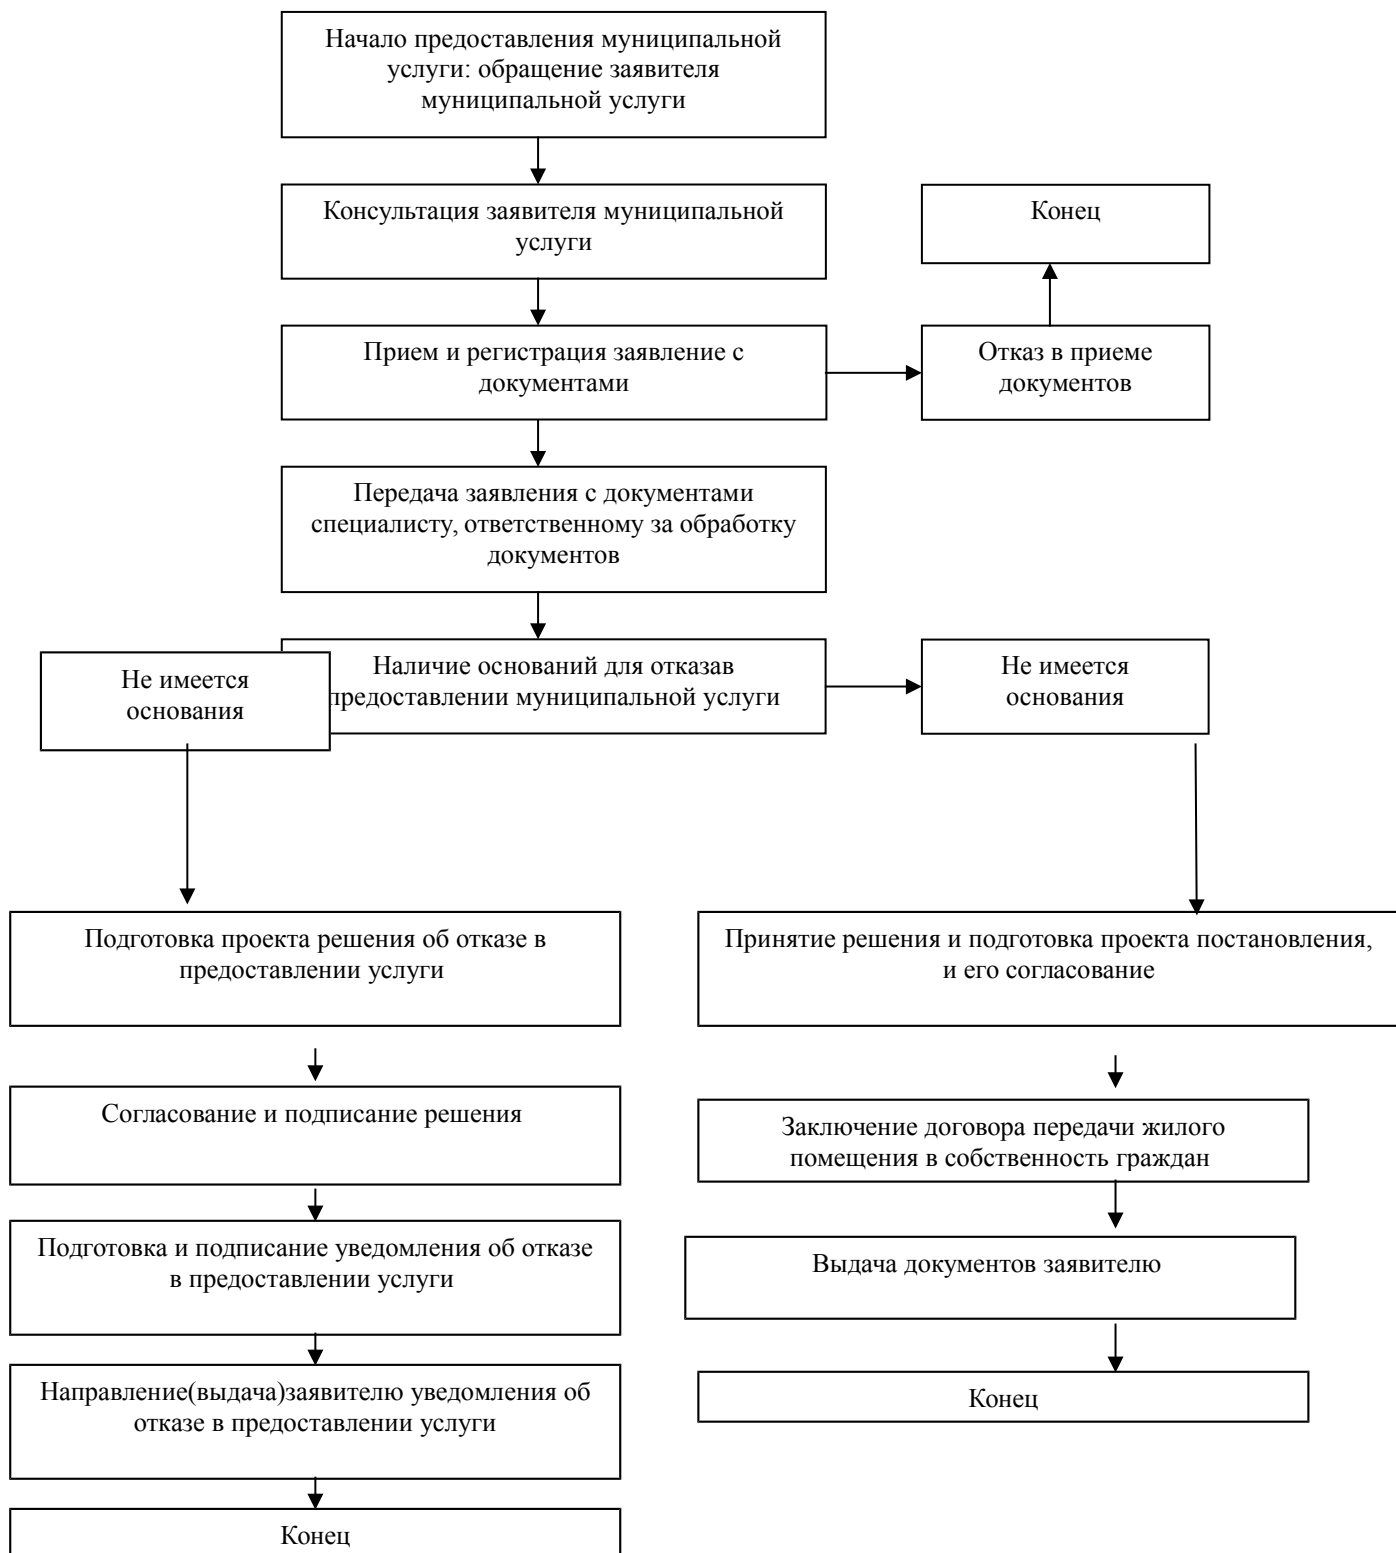 Начало предоставления муниципальной
услуги: обращение заявителя
муниципальной услуги
Консультация заявителя муниципальной
услуги
Конец
Прием и регистрация заявление с
документами
Отказ в приеме
документов
Передача заявления с документами
специалисту, ответственному за обработку
документов
Не имеется
основания
Наличие оснований для отказав
предоставлении муниципальной услуги
Не имеется
основания
Подготовка проекта решения об отказе в
предоставлении услуги
Принятие решения и подготовка проекта постановления,
и его согласование
Согласование и подписание решения
Заключение договора передачи жилого
помещения в собственность граждан
Подготовка и подписание уведомления об отказе
в предоставлении услуги
Выдача документов заявителю
Направление(выдача)заявителю уведомления об
отказе в предоставлении услуги
Конец
Конец